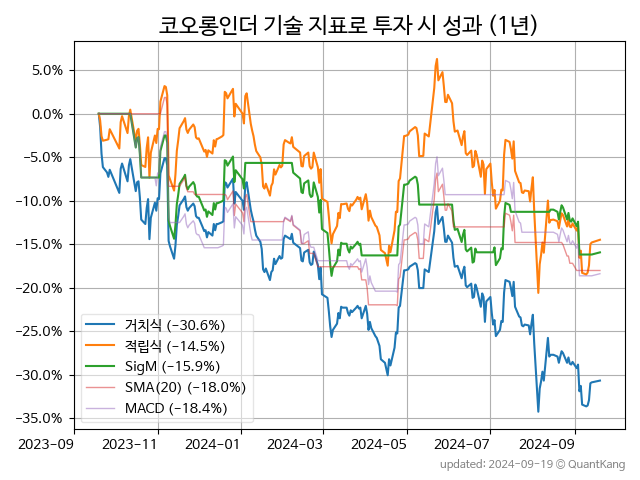 코오롱인더 기술 지표로 투자 시 성과 (1년)
5.0%
0.0%
−5.0%
−10.0%
−15.0%
−20.0%
−25.0%
−30.0%
−35.0%
거치식 (−30.6%)
적립식 (−14.5%)
SigM (−15.9%)
SMA(20) (−18.0%)
MACD (−18.4%)
2023-09 2023-11 2024-01 2024-03 2024-05 2024-07 2024-09
updated: 2024-09-19 @ QuantKang